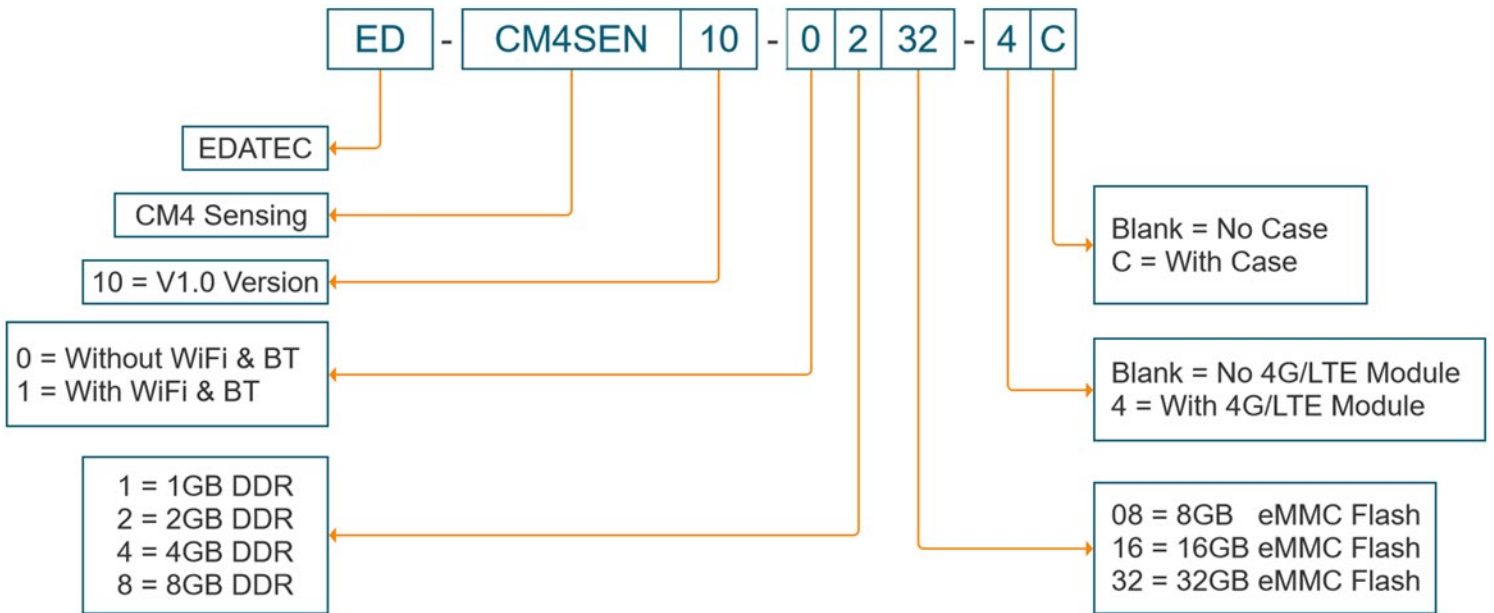 ED - CM4SEN 10 - 0 2 32 - 4 C
EDATEC
CM4 Sensing
10 = V1.0 Version
0 = Without WiFi & BT
1 = With WiFi & BT
1 = 1GB DDR
2 = 2GB DDR
4 = 4GB DDR
8 = 8GB DDR
Blank = No Case
C = With Case
Blank = No 4G/LTE Module
4 = With 4G/LTE Module
08 = 8GB eMMC Flash
16 = 16GB eMMC Flash
32 = 32GB eMMC Flash